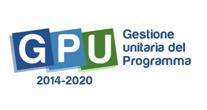 GPU
2014-2020
Gestione
unitaria del
Programma